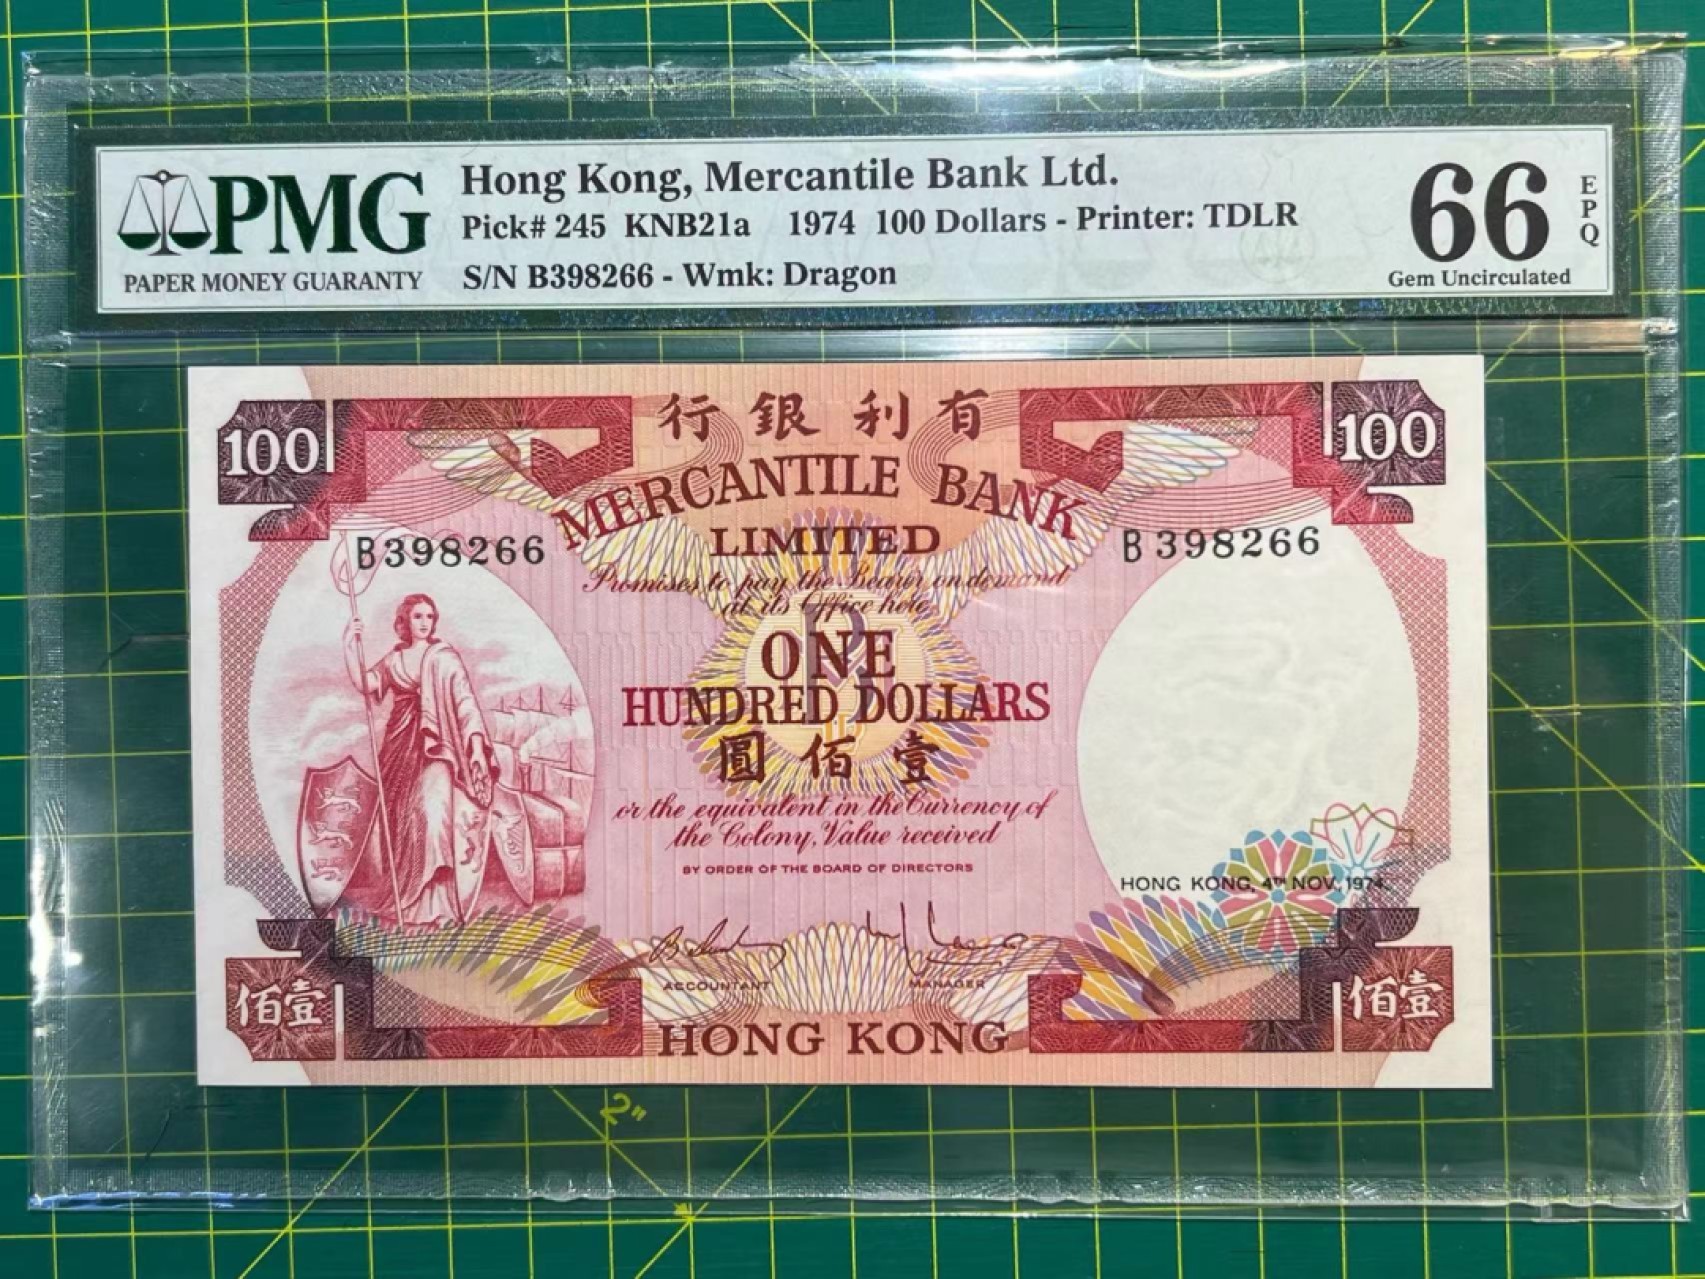 PMG
PAPER MONEY GUARANTY
Hong Kong, Mercantile Bank Ltd.
Pick# 245 KNB21a 1974 100 Dollars - Printer: TDLR
S/N B398266 - Wmk: Dragon
66
EPQ
Gem Uncirculated
行銀利有
100
100
MERCANTILE BANK
LIMITED
B398266
B398266
Promises to pay the Bearer on demand
at its Office here
ONE
HUNDRED DOLLARS
圓佰壹
or the equivalent in the Currency of
the Colony, Value received
BY ORDER OF THE BOARD OF DIRECTORS
HONG KONG, 4TH NOV, 1974.
ACCOUNTANT
MANAGER
佰壹
佰壹
HONG KONG
2"